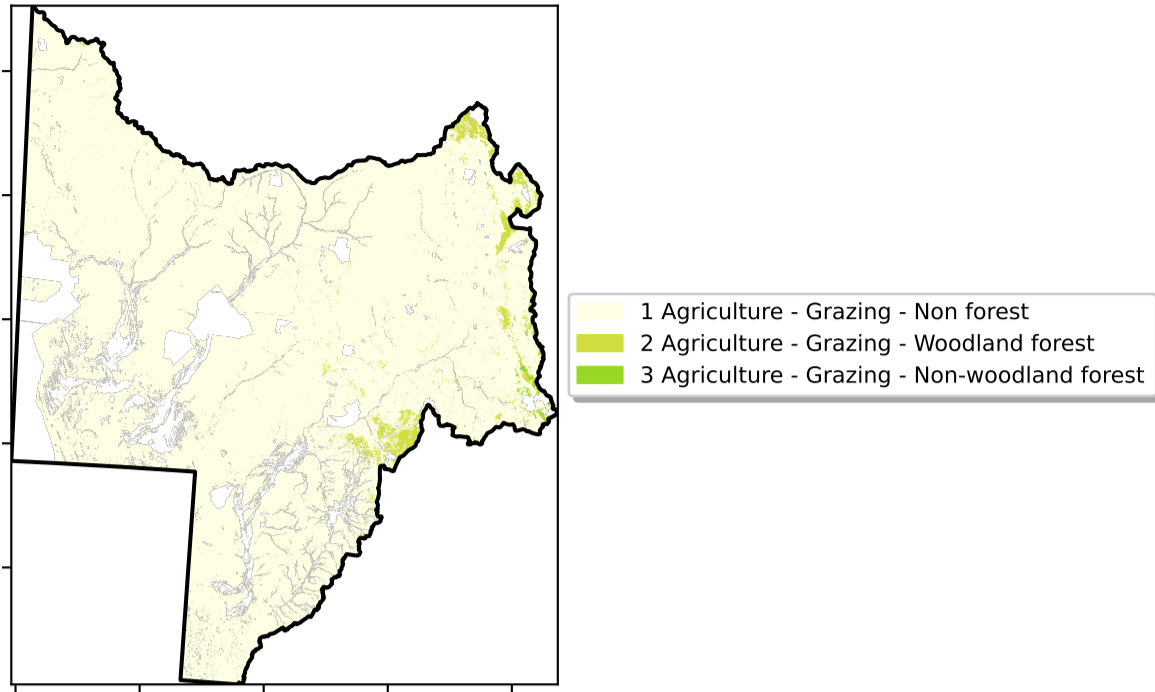 1 Agriculture - Grazing - Non forest
2 Agriculture - Grazing - Woodland forest
3 Agriculture - Grazing - Non-woodland forest